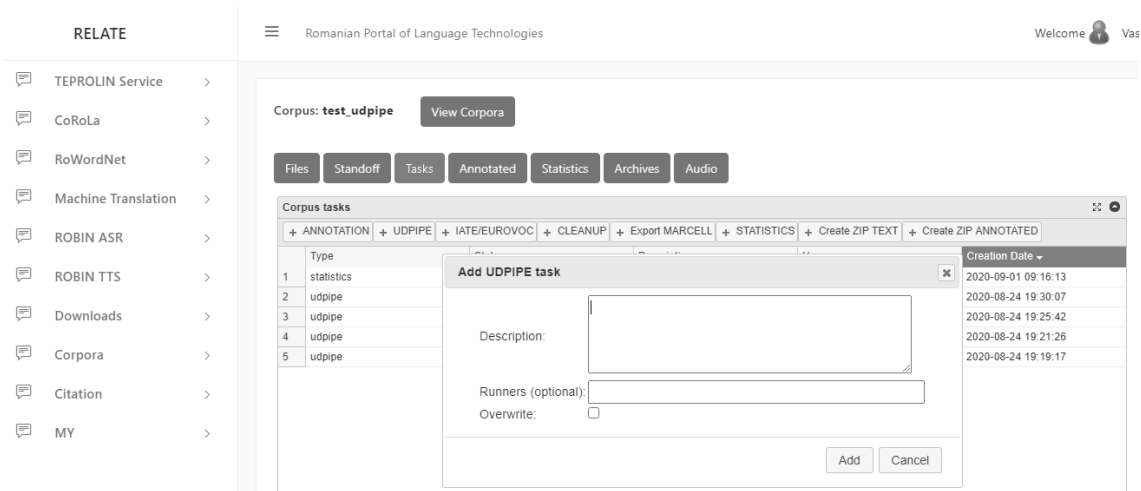 RELATE
Romanian Portal of Language Technologies
Welcome Vas
TEPROLIN Service
CoRoLa
RoWordNet
Machine Translation
ROBIN ASR
ROBIN TTS
Downloads
Corpora
Citation
MY
Corpus: test_udpipe View Corpora
Files Standoff Tasks Annotated Statistics Archives Audio
Corpus tasks
+ ANNOTATION + UDPIPE + IATE/EUROVOC + CLEANUP + Export MARCELL + STATISTICS + Create ZIP TEXT + Create ZIP ANNOTATED
Type Creation Date
1 statistics 2020-09-01 09:16:13
2 udpipe 2020-08-24 19:30:07
3 udpipe 2020-08-24 19:25:42
4 udpipe 2020-08-24 19:21:26
5 udpipe 2020-08-24 19:19:17
Add UDPIPE task
Description:
Runners (optional):
Overwrite:
Add Cancel